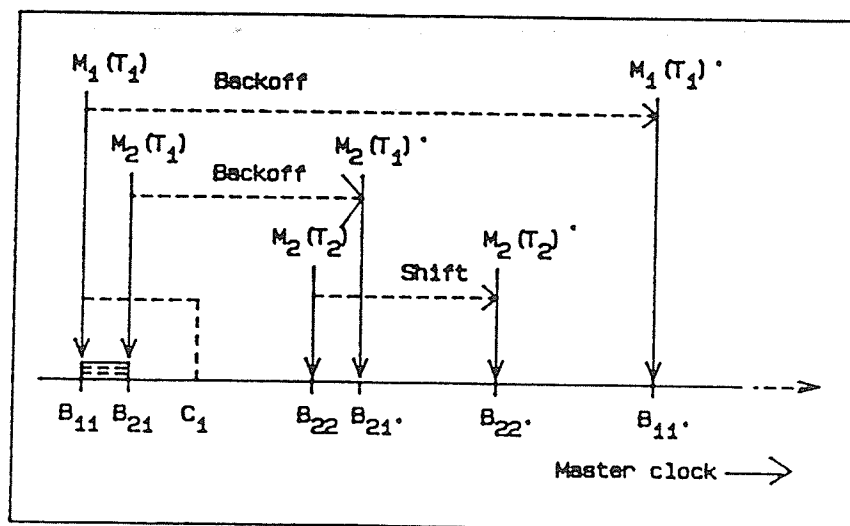 M₁(T₁)
Backoff
M₁(T₁)'
M₂(T₁)
M₂(T₁)'
Backoff
M₂(T₂)
M₂(T₂)'
Shift
B₁₁ B₂₁ C₁ B₂₂ B₂₁' B₂₂' B₁₁'
Master clock